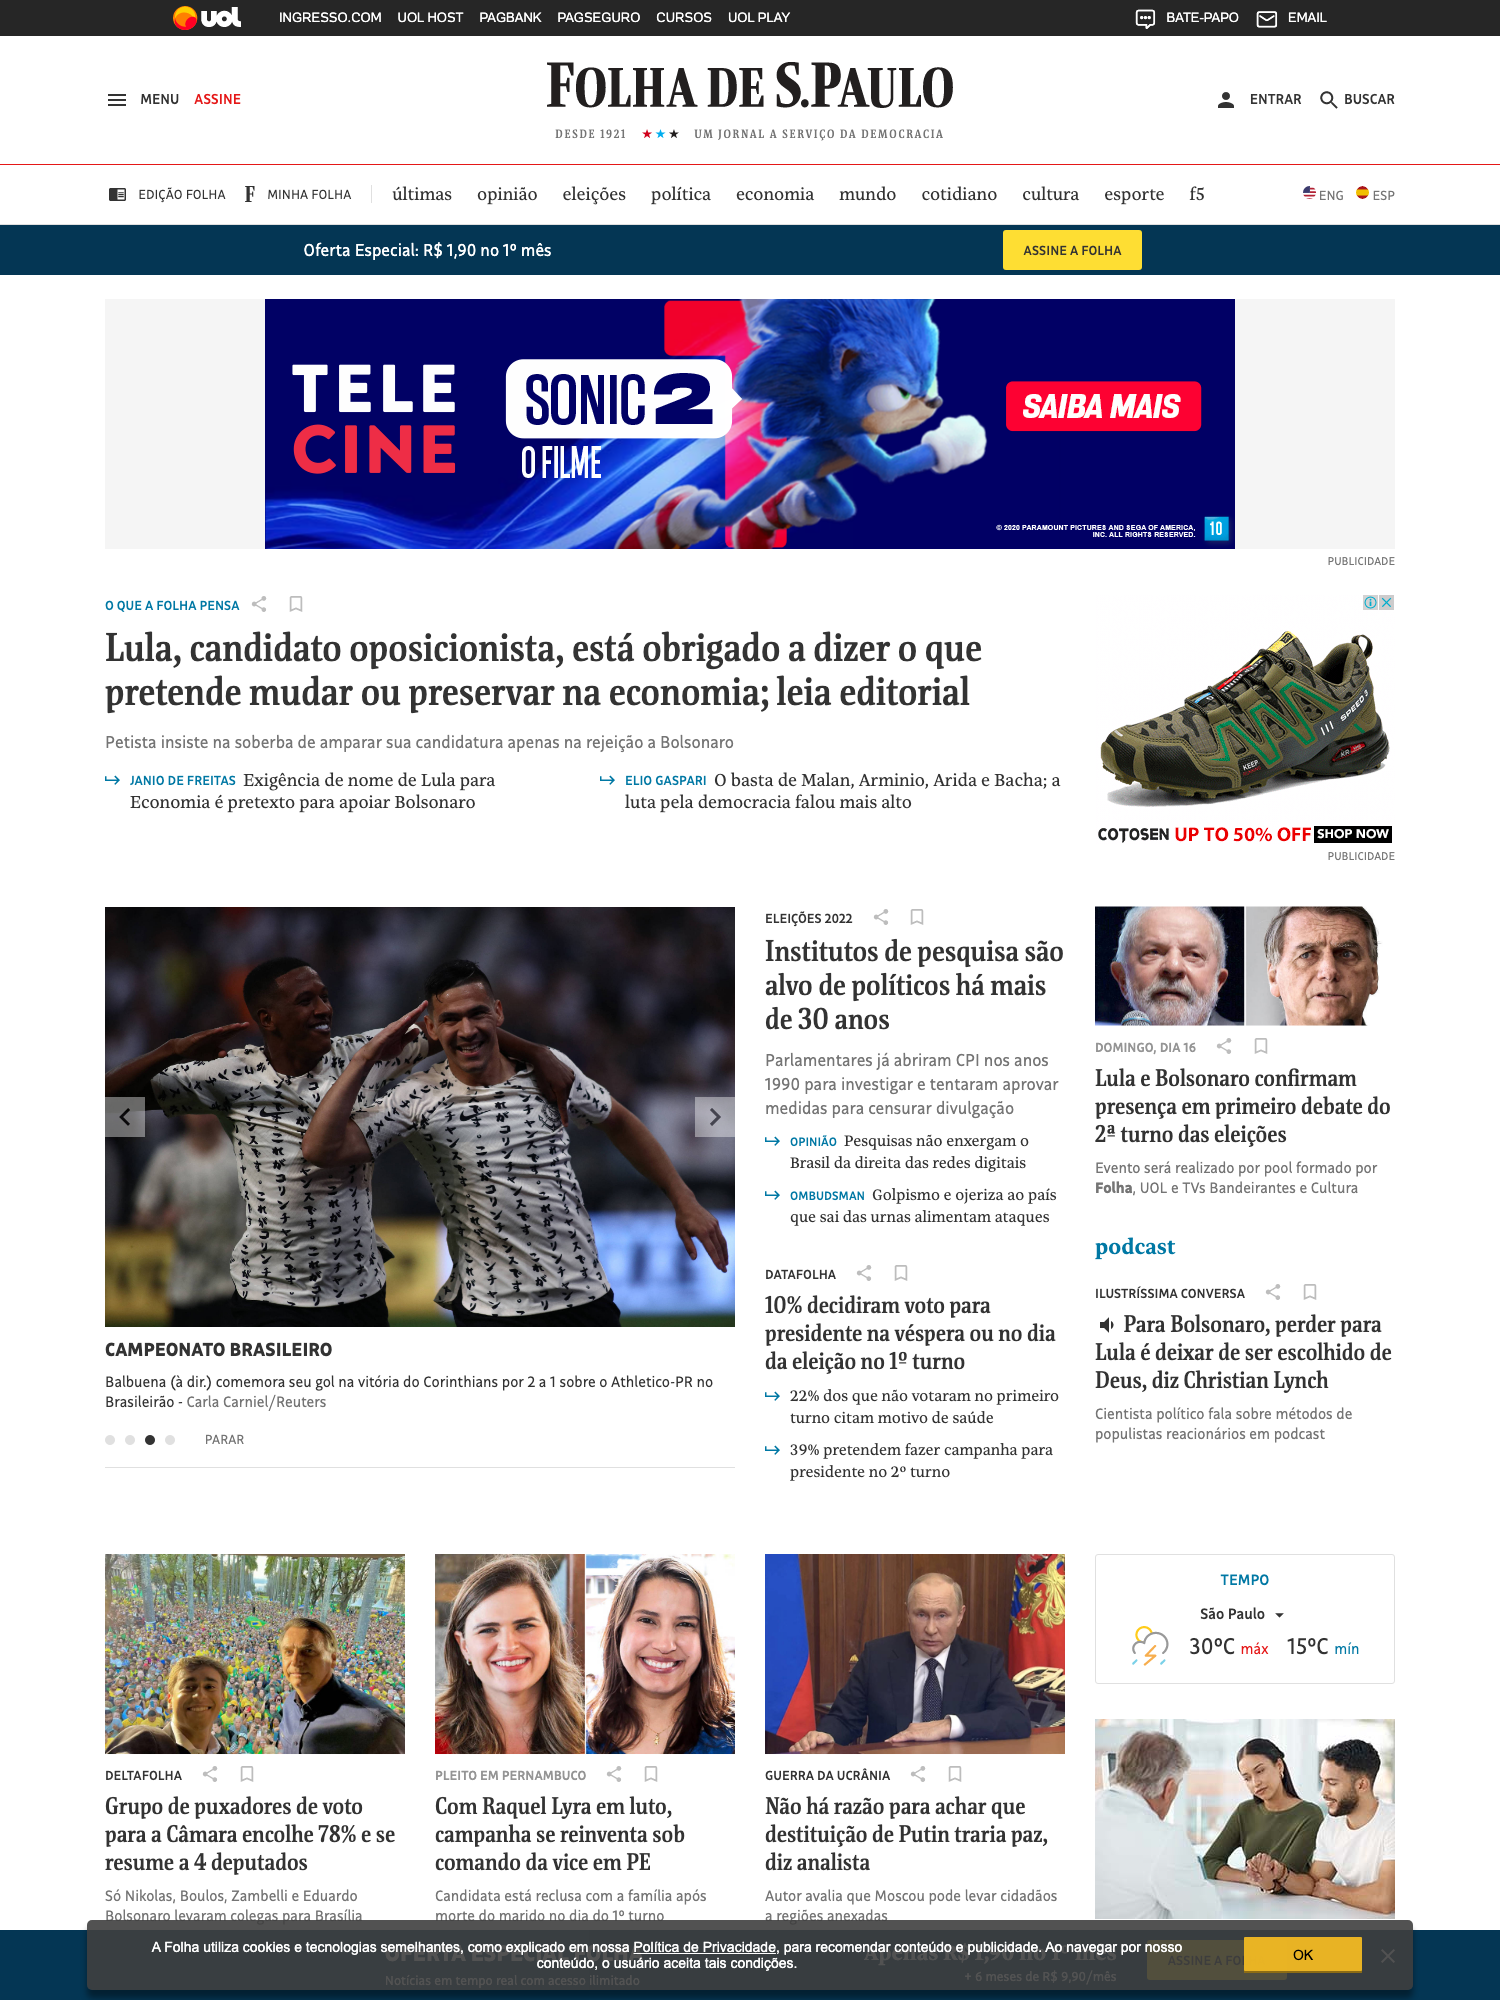 uol
INGRESSO.COM UOL HOST PAGBANK PAGSEGURO CURSOS UOL PLAY
BATE-PAPO EMAIL
MENU ASSINE
FOLHA DE S.PAULO
ENTRAR BUSCAR
DESDE 1921 ★★★ UM JORNAL A SERVIÇO DA DEMOCRACIA
EDIÇÃO FOLHA F MINHA FOLHA
últimas opinião eleições política economia mundo cotidiano cultura esporte f5
ENG ESP
Oferta Especial: R$ 1,90 no 1º mês
ASSINE A FOLHA
TELE
CINE
SONIC 2
O FILME
SAIBA MAIS
© 2020 PARAMOUNT PICTURES AND SEGA OF AMERICA,
INC. ALL RIGHTS RESERVED.
10
PUBLICIDADE
O QUE A FOLHA PENSA
Lula, candidato oposicionista, está obrigado a dizer o que
pretende mudar ou preservar na economia; leia editorial
Petista insiste na soberba de amparar sua candidatura apenas na rejeição a Bolsonaro
JANIO DE FREITAS Exigência de nome de Lula para
Economia é pretexto para apoiar Bolsonaro
ELIO GASPARI O basta de Malan, Arminio, Arida e Bacha; a
luta pela democracia falou mais alto
SPEED 3
KEEP
KR
COTOSEN UP TO 50% OFF SHOP NOW
PUBLICIDADE
CAMPEONATO BRASILEIRO
Balbuena (à dir.) comemora seu gol na vitória do Corinthians por 2 a 1 sobre o Athletico-PR no
Brasileirão - Carla Carniel/Reuters
PARAR
ELEIÇÕES 2022
Institutos de pesquisa são
alvo de políticos há mais
de 30 anos
Parlamentares já abriram CPI nos anos
1990 para investigar e tentaram aprovar
medidas para censurar divulgação
OPINIÃO Pesquisas não enxergam o
Brasil da direita das redes digitais
OMBUDSMAN Golpismo e ojeriza ao país
que sai das urnas alimentam ataques
DATAFOLHA
10% decidiram voto para
presidente na véspera ou no dia
da eleição no 1º turno
22% dos que não votaram no primeiro
turno citam motivo de saúde
39% pretendem fazer campanha para
presidente no 2º turno
DOMINGO, DIA 16
Lula e Bolsonaro confirmam
presença em primeiro debate do
2ª turno das eleições
Evento será realizado por pool formado por
Folha, UOL e TVs Bandeirantes e Cultura
podcast
ILUSTRÍSSIMA CONVERSA
Para Bolsonaro, perder para
Lula é deixar de ser escolhido de
Deus, diz Christian Lynch
Cientista político fala sobre métodos de
populistas reacionários em podcast
DELTAFOLHA
Grupo de puxadores de voto
para a Câmara encolhe 78% e se
resume a 4 deputados
Só Nikolas, Boulos, Zambelli e Eduardo
Bolsonaro levaram colegas para Brasília
PLEITO EM PERNAMBUCO
Com Raquel Lyra em luto,
campanha se reinventa sob
comando da vice em PE
Candidata está reclusa com a família após
morte do marido no dia do 1º turno
GUERRA DA UCRÂNIA
Não há razão para achar que
destituição de Putin traria paz,
diz analista
Autor avalia que Moscou pode levar cidadãos
a regiões anexadas
TEMPO
São Paulo
30ºC máx 15ºC mín
A Folha utiliza cookies e tecnologias semelhantes, como explicado em nossa Política de Privacidade, para recomendar conteúdo e publicidade. Ao navegar por nosso
conteúdo, o usuário aceita tais condições.
OK
Apenas R$ 1,90 no 1º mês
Notícias em tempo real com acesso ilimitado
+ 6 meses de R$ 9,90/mês
ASSINE A FO